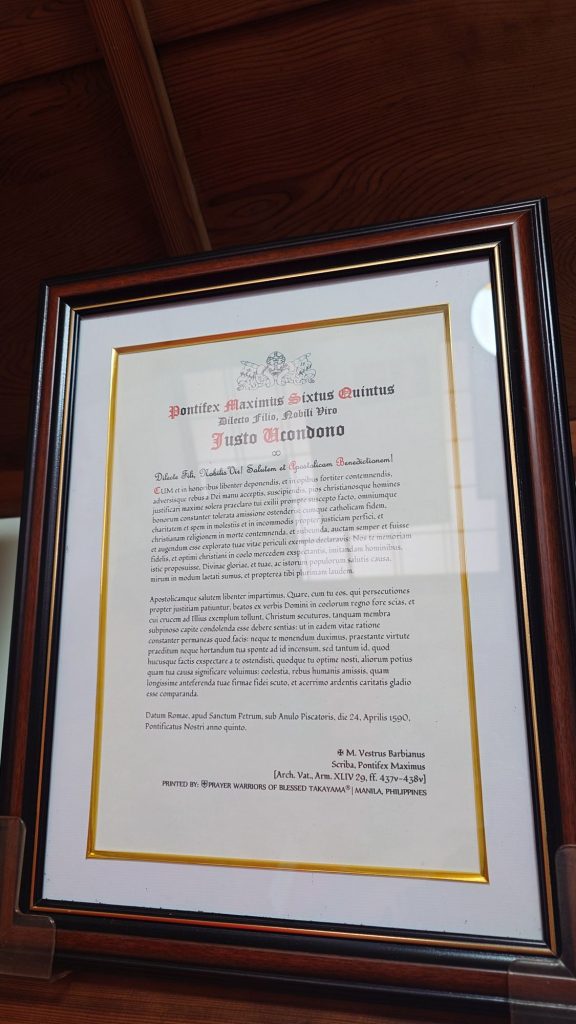 Pontifex Maximus Sixtus Quintus
Dilecto Filio, Nobili Viro
Justo Ucondono
∞
Dilecte Fili, Nobilis Vir! Salutem et Apostolicam Benedictionem!
CUM et in honoribus libenter deponendis, et in opibus fortiter contemnendis,
adversisque rebus a Dei manu acceptis, suscipiendis, pios christianosque homines
justificari maxime solera praeclaro tui exilii prompte suscepto facto, omniumque
bonorum constanter tolerata amissione ostenderis; cumque catholicam fidem,
charitatem et spem in molestiis et in incommodis propter justiciam perfici, et
christianam religionem in morte contemnenda, et subeunda, auctam semper et fuisse
et augendum esse explorato tuae vitae periculi exemplo declaravis: Nos te memoriam
fidelis, et optimi christiani in coelo mercedem exspectantis, imitandam hominibus,
istic proposuisse, Divinae gloriae, et tuae, ac istorum populorum salutis causa,
mirum in modum laetati sumus, et propterea tibi plurimam laudem.
Apostolicamque salutem libenter impartimus. Quare, cum tu eos, qui persecutiones
propter justitiam patiuntur, beatos ex verbis Domini in coelorum regno fore scias, et
cui crucem ad Illius exemplum tollunt, Christum secuturos, tanquam membra
subpinoso capite condolenda esse debere sentias: ut in eadem vitae ratione
constanter permaneas quod facis: neque te monendum duximus, praestante virtute
praeditum neque hortandum tua sponte ad id incensum, sed tantum id, quod
hucusque factis exspectare a te ostendisti, quodque tu optime nosti, aliorum potius
quam tua causa significare voluimus: coelestia, rebus humanis amissis, quam
longissime anteferenda tuae firmae fidei scuto, et acerrimo ardentis caritatis gladio
esse comparanda.
Datum Romae, apud Sanctum Petrum, sub Anulo Piscatoris, die 24, Aprilis 1590,
Pontificatus Nostri anno quinto.
✠ M. Vestrus Barbianus
Scriba, Pontifex Maximus
[Arch. Vat., Arm. XLIV 29, ff. 437v-438v]
PRINTED BY: PRAYER WARRIORS OF BLESSED TAKAYAMA® | MANILA, PHILIPPINES